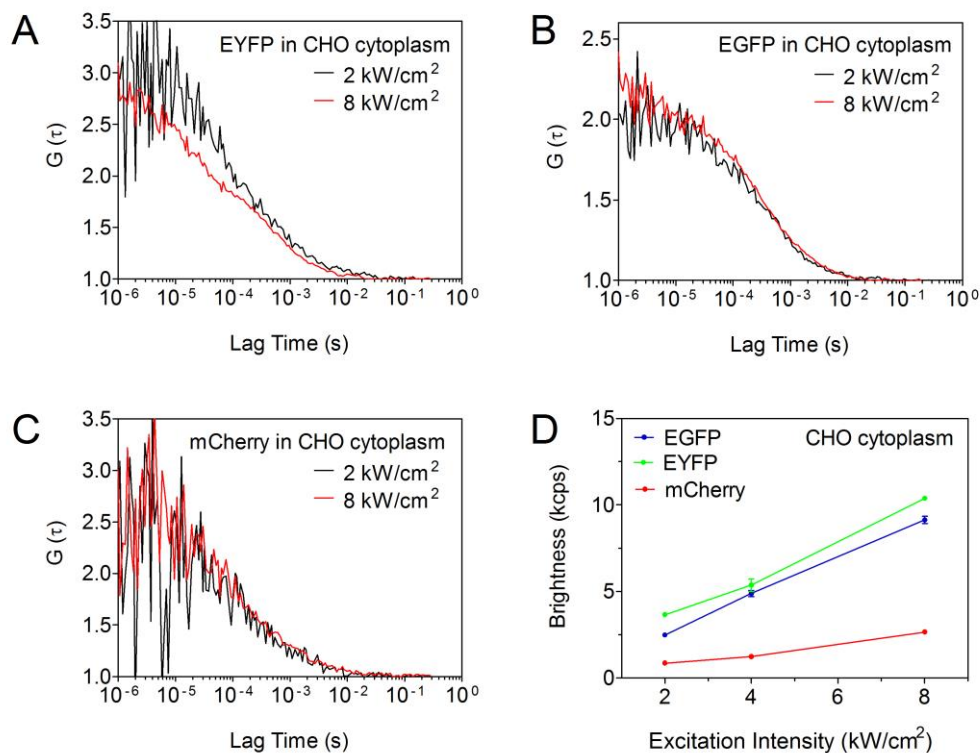 A
EYFP in CHO cytoplasm
2 kW/cm²
8 kW/cm²
3.5
3.0
2.5
2.0
1.5
1.0
G (τ)
10⁻⁶ 10⁻⁵ 10⁻⁴ 10⁻³ 10⁻² 10⁻¹ 10⁰
Lag Time (s)
B
EGFP in CHO cytoplasm
2 kW/cm²
8 kW/cm²
2.5
2.0
1.5
1.0
G (τ)
10⁻⁶ 10⁻⁵ 10⁻⁴ 10⁻³ 10⁻² 10⁻¹ 10⁰
Lag Time (s)
C
mCherry in CHO cytoplasm
2 kW/cm²
8 kW/cm²
3.5
3.0
2.5
2.0
1.5
1.0
G (τ)
10⁻⁶ 10⁻⁵ 10⁻⁴ 10⁻³ 10⁻² 10⁻¹ 10⁰
Lag Time (s)
D
EGFP
EYFP
mCherry
CHO cytoplasm
15
10
5
0
Brightness (kcps)
2 4 6 8
Excitation Intensity (kW/cm²)